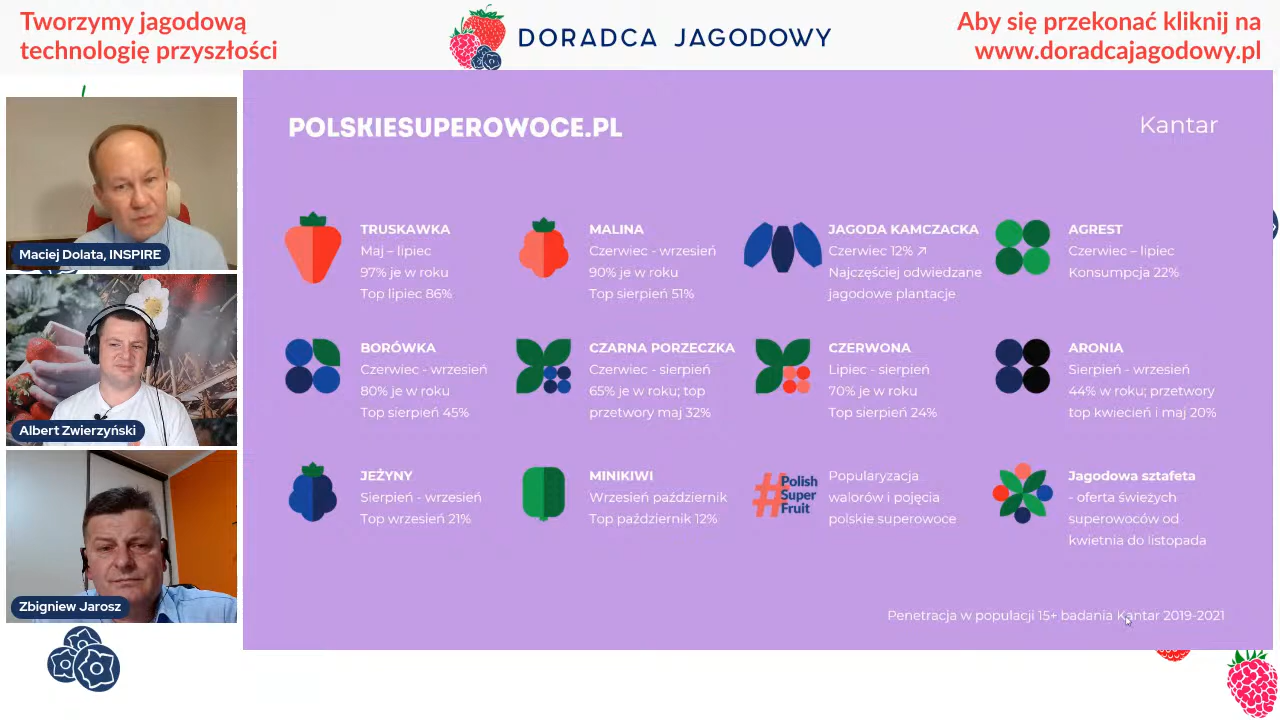 Tworzymy jagodową
technologię przyszłości
DORADCA JAGODOWY
Aby się przekonać kliknij na
www.doradcajagodowy.pl
Maciej Dolata, INSPIRE
Albert Zwierzyński
Zbigniew Jarosz
POLSKIESUPEROWOCE.PL
Kantar
TRUSKAWKA
Maj – lipiec
97% je w roku
Top lipiec 86%
MALINA
Czerwiec - wrzesień
90% je w roku
Top sierpień 51%
JAGODA KAMCZACKA
Czerwiec 12% ↗
Najczęściej odwiedzane
jagodowe plantacje
AGREST
Czerwiec – lipiec
Konsumpcja 22%
BORÓWKA
Czerwiec - wrzesień
80% je w roku
Top sierpień 45%
CZARNA PORZECZKA
Czerwiec - sierpień
65% je w roku; top
przetwory maj 32%
CZERWONA
Lipiec - sierpień
70% je w roku
Top sierpień 24%
ARONIA
Sierpień - wrzesień
44% w roku; przetwory
top kwiecień i maj 20%
JEŻYNY
Sierpień - wrzesień
Top wrzesień 21%
MINIKIWI
Wrzesień październik
Top październik 12%
#Polish
Super
Fruit
Popularyzacja
walorów i pojęcia
polskie superowoce
Jagodowa sztafeta
- oferta świeżych
superowoców od
kwietnia do listopada
Penetracja w populacji 15+ badania Kantar 2019-2021